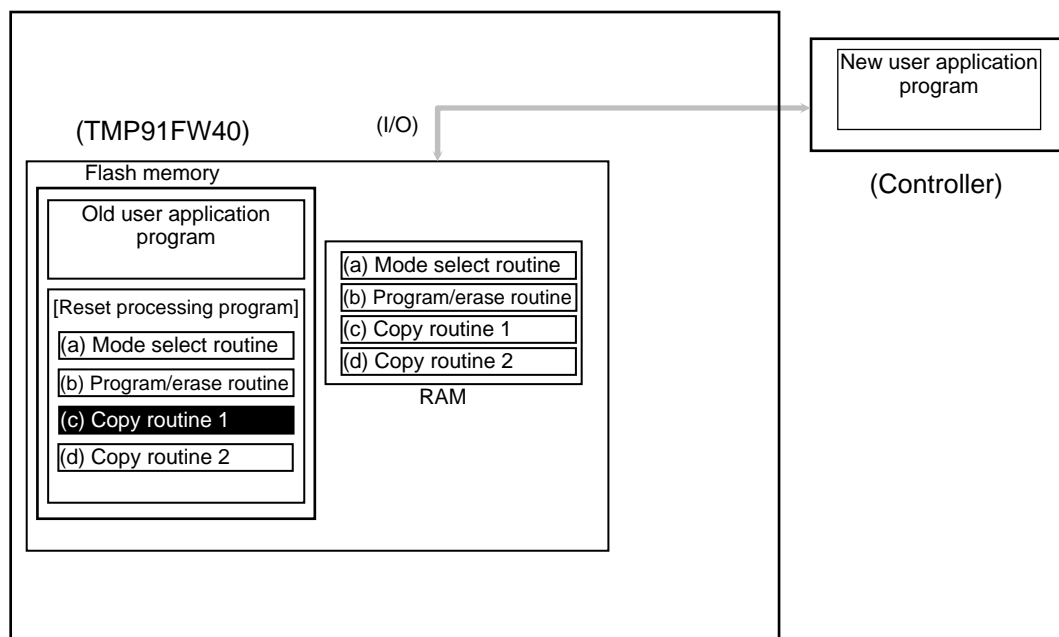 New user application
program
(I/O)
(TMP91FW40)
(Controller)
Flash memory
Old user application
program
[Reset processing program]
(a) Mode select routine
(b) Program/erase routine
(c) Copy routine 1
(d) Copy routine 2
(a) Mode select routine
(b) Program/erase routine
(c) Copy routine 1
(d) Copy routine 2
RAM